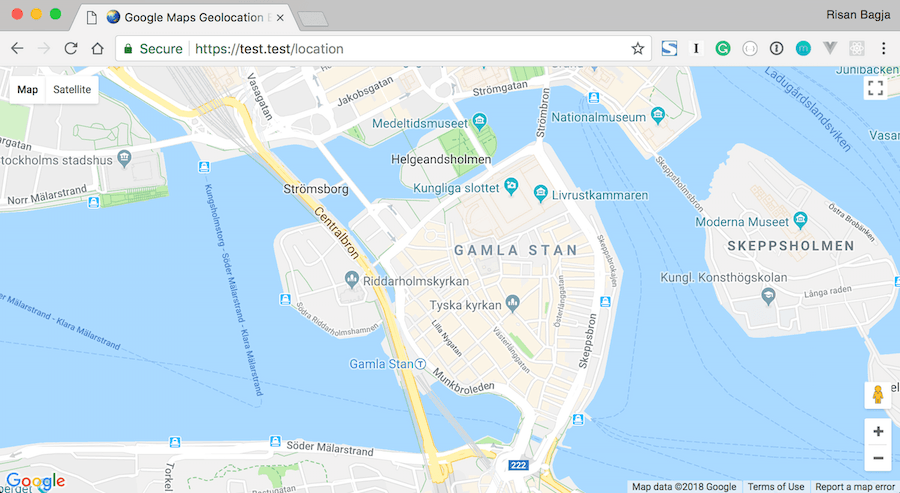 Google Maps Geolocation E
Risan Bagja
Secure
https://test.test/location
Map
Satellite
Vasagatan
Jakobsgatan
Strömgatan
Medeltidsmuseet
Helgeandsholmen
Strömbron
Nationalmuseum
Ladugårdslandsviken
Junibacken
Vasa
tockholms stadshus
Norr Mälarstrand
Strömsborg
Kungliga slottet
Livrustkammaren
Skeppsholmsbron
Moderna Museet
Östra Brobänken
SKEPPSHOLMEN
Centralbron
GAMLA STAN
Skeppsbrokajen
Kungl. Konsthögskolan
Långa raden
Riddarholmskyrkan
Södra Riddarholmshamnen
Tyska kyrkan
Österlånggatan
Lilla Nygatan
Västerlånggatan
Skeppsbron
Kungsholmstorg - Söder Mälarstrand
Söder Mälarstrand - Klara Mälarstrand
Klara Mälarstrand
Gamla Stan
T
Munkbroleden
Söder Mälarstrand
222
Torkel
Google
Map data ©2018 Google
Terms of Use
Report a map error